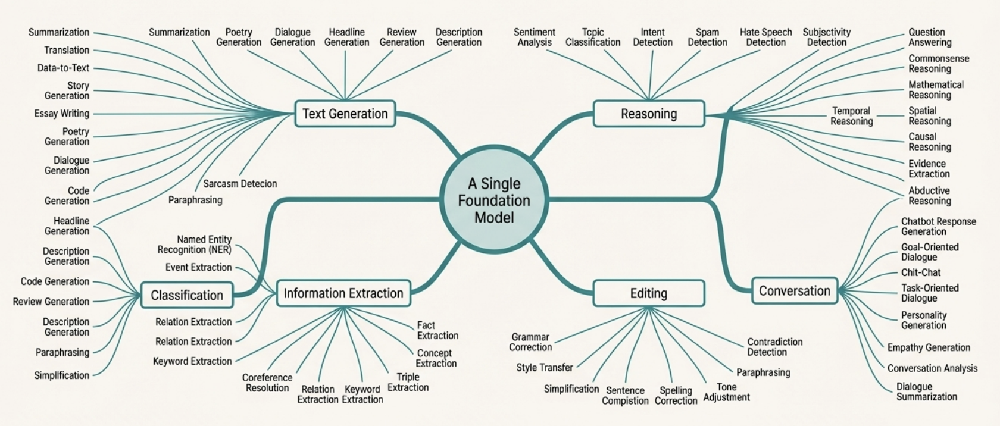 Summarization
Translation
Data-to-Text
Story
Generation
Essay Writing
Poetry
Generation
Dialogue
Generation
Code
Generation
Headline
Generation
Summarization
Poetry
Generation
Dialogue
Generation
Headline
Generation
Review
Generation
Description
Generation
Text Generation
Sarcasm Detecion
Paraphrasing
Sentiment
Analysis
Tcpic
Classification
Intent
Detection
Spam
Detection
Hate Speech
Detection
Subjsctivity
Detection
Reasoning
Question
Answering
Commonsense
Reasoning
Mathematical
Reasoning
Temporal
Reasoning
Spatial
Reasoning
Causal
Reasoning
Evidence
Extraction
Abductive
Reasoning
A Single
Foundation
Model
Description
Generation
Code Generation
Review Generation
Description
Generation
Paraphrasing
Simplification
Classification
Named Entity
Recognition (NER)
Event Extraction
Relation Extraction
Relation Extraction
Keyword Extraction
Information Extraction
Coreference
Resolution
Relation
Extraction
Keyword
Extraction
Triple
Extraction
Concept
Extraction
Fact
Extraction
Editing
Grammar
Correction
Style Transfer
Simplification
Sentence
Compistion
Spelling
Correction
Tone
Adjustment
Paraphrasing
Contradiction
Detection
Conversation
Chatbot Response
Generation
Goal-Oriented
Dialogue
Chit-Chat
Task-Oriented
Dialogue
Personality
Generation
Empathy Generation
Conversation Analysis
Dialogue
Summarization